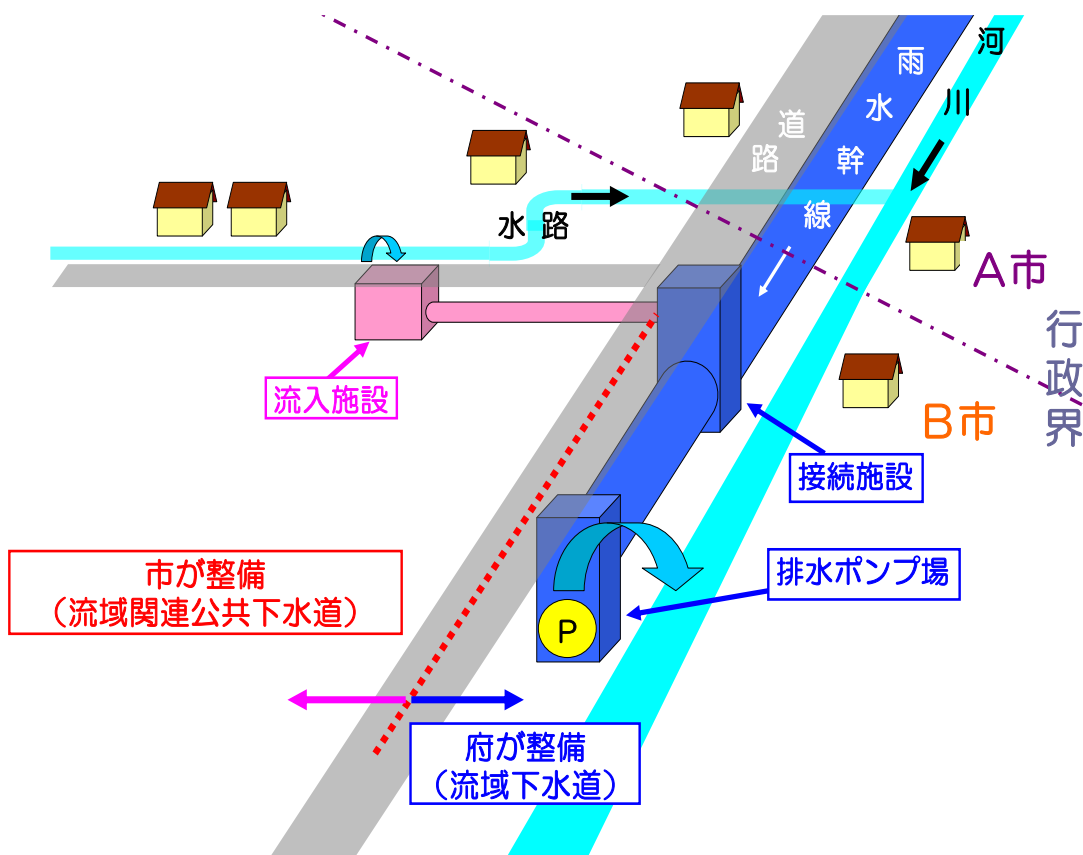 河川
雨水幹線
道路
水路
A市
行政界
B市
流入施設
接続施設
排水ポンプ場
P
市が整備
（流域関連公共下水道）
府が整備
（流域下水道）